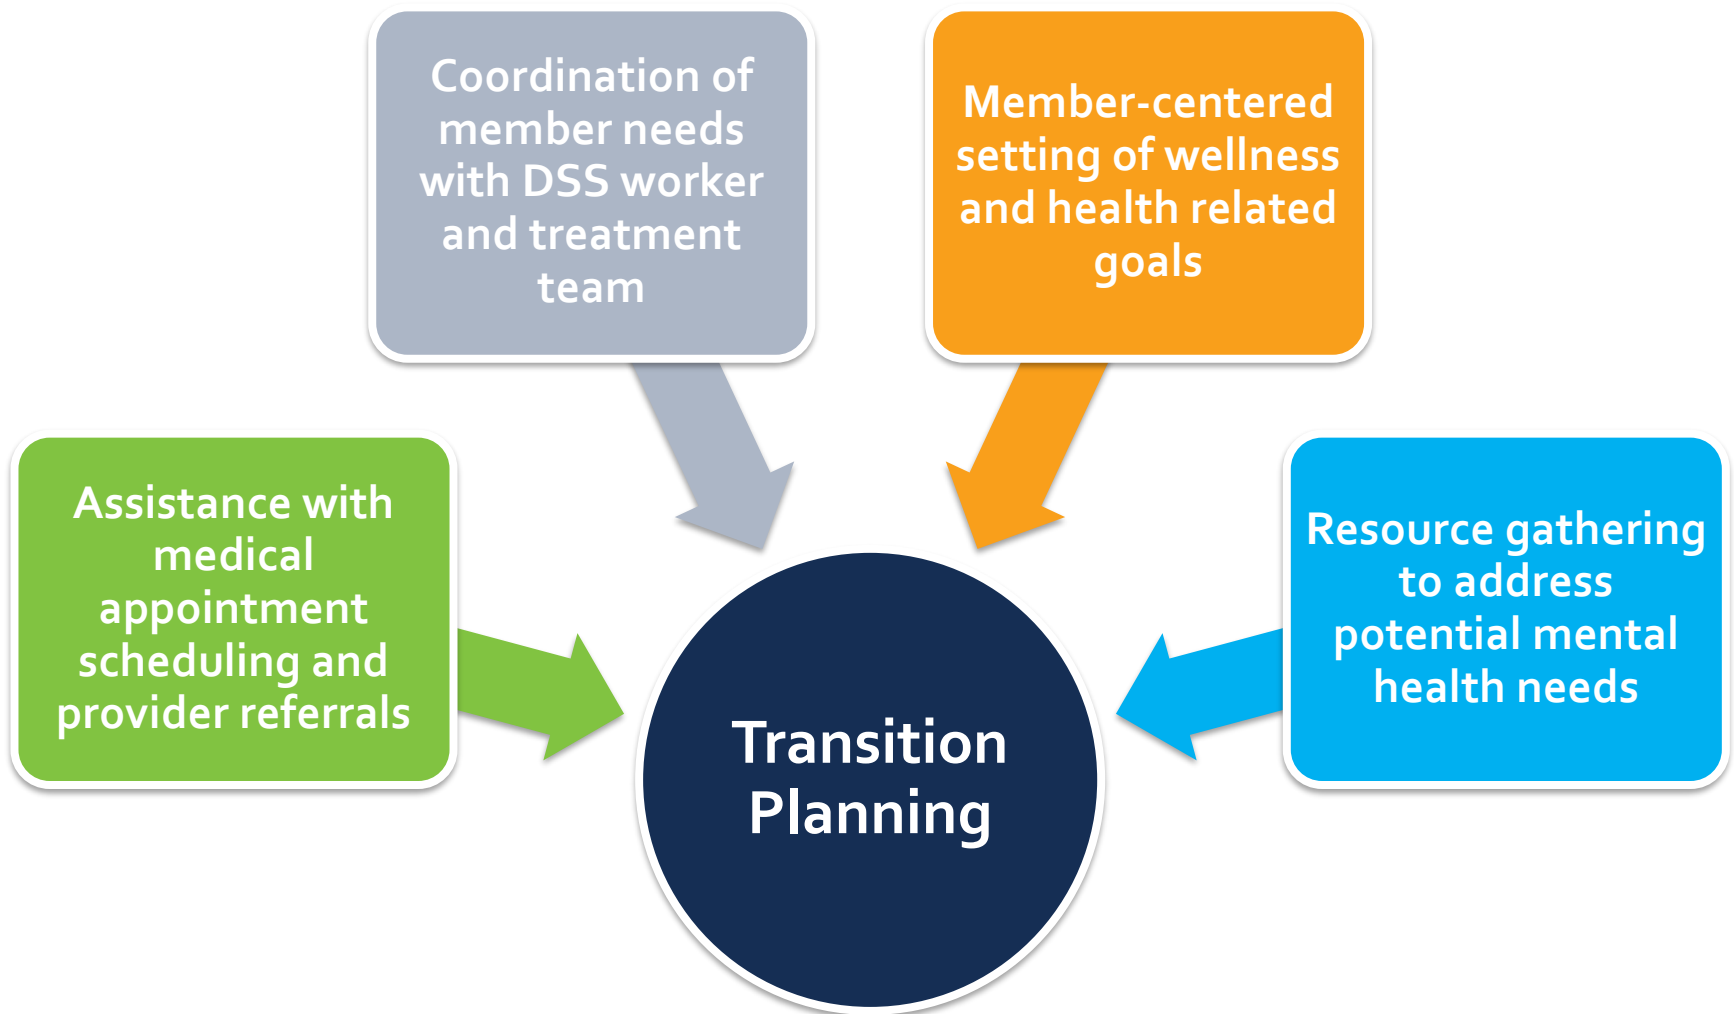 Coordination of
member needs
with DSS worker
and treatment
team
Member-centered
setting of wellness
and health related
goals
Assistance with
medical
appointment
scheduling and
provider referrals
Resource gathering
to address
potential mental
health needs
Transition
Planning